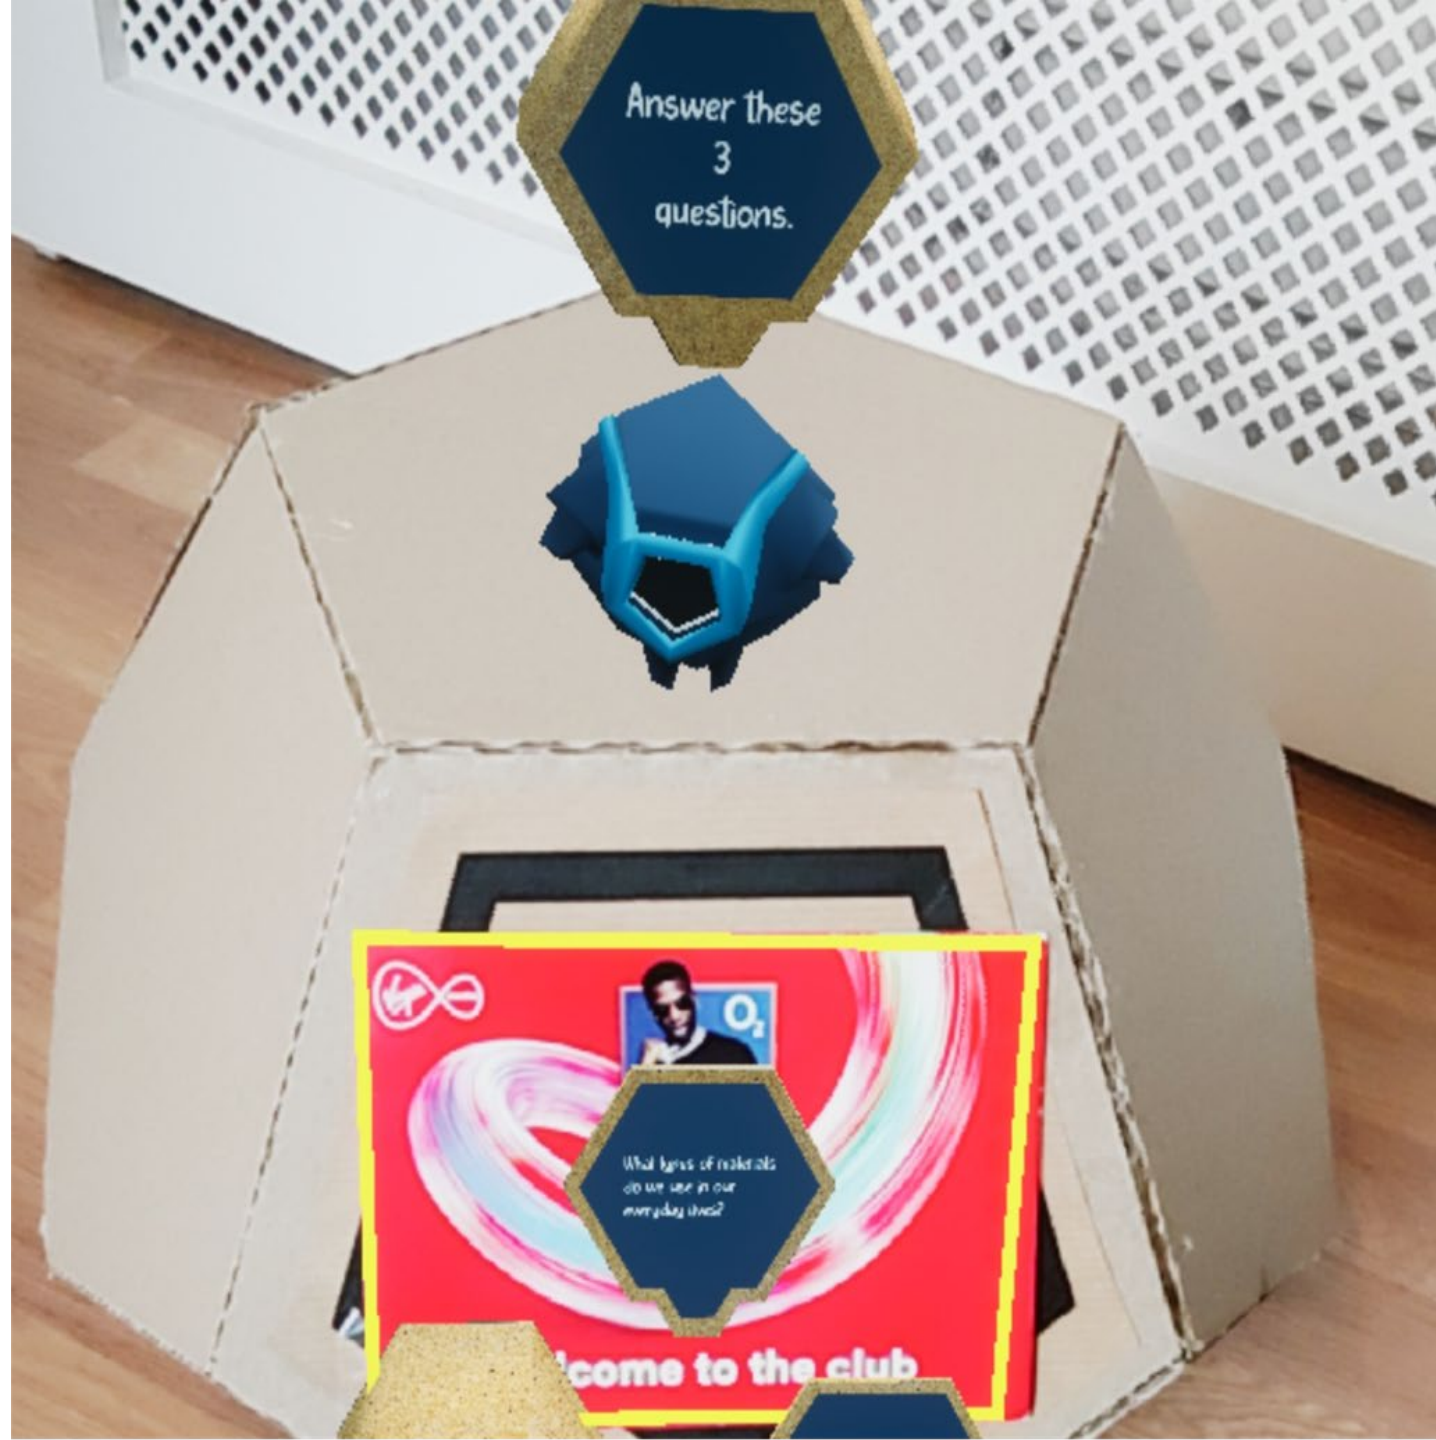 Answer these
3
questions.
O2
What types of materials
do we use in our
everyday lives?
lcome to the club